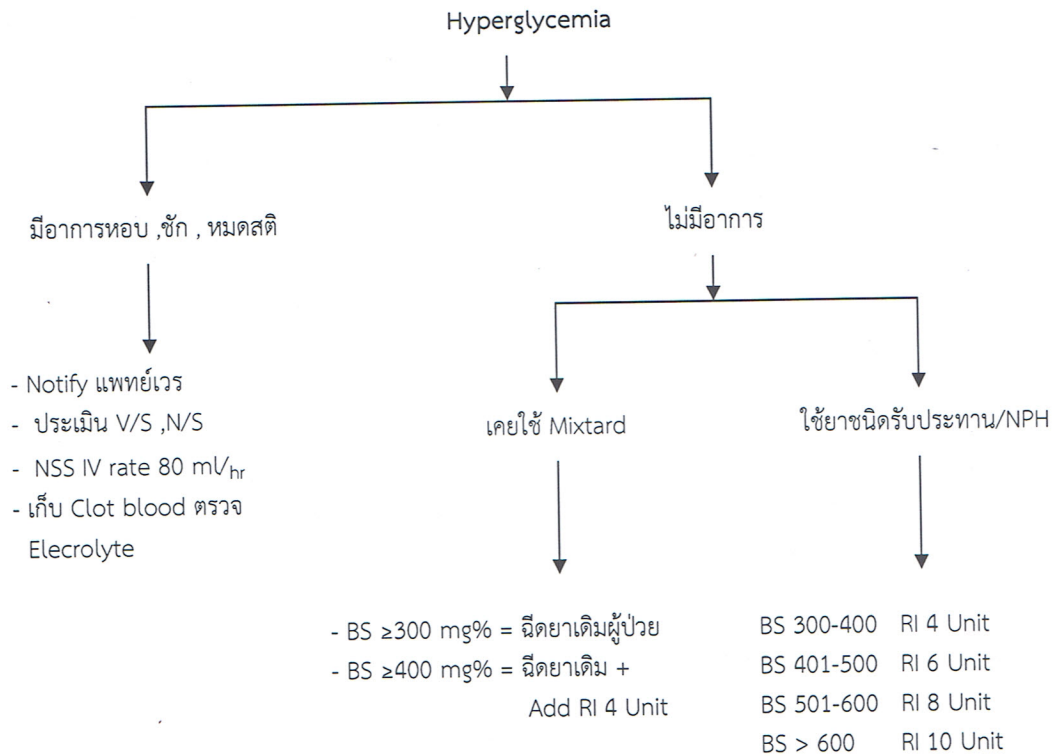 Hyperglycemia
มีอาการหอบ ,ชัก , หมดสติ
ไม่มีอาการ
- Notify แพทย์เวร
- ประเมิน V/S ,N/S
- NSS IV rate 80 ml/hr
- เก็บ Clot blood ตรวจ
Elecrolyte
เคยใช้ Mixtard
ใช้ยาชนิดรับประทาน/NPH
- BS ≥300 mg% = ฉีดยาเดิมผู้ป่วย
- BS ≥400 mg% = ฉีดยาเดิม +
Add RI 4 Unit
BS 300-400 RI 4 Unit
BS 401-500 RI 6 Unit
BS 501-600 RI 8 Unit
BS > 600 RI 10 Unit